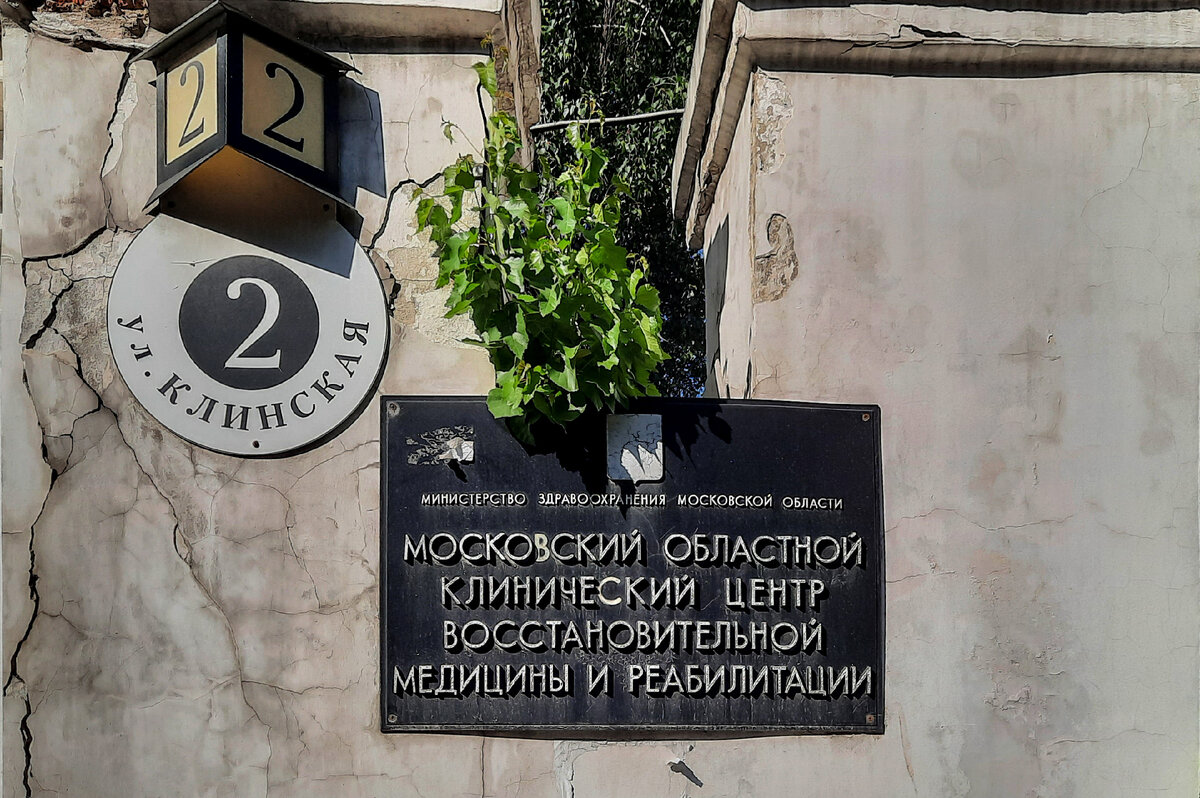 2 2
2
ул. КЛИНСКАЯ
МИНИСТЕРСТВО ЗДРАВООХРАНЕНИЯ МОСКОВСКОЙ ОБЛАСТИ
МОСКОВСКИЙ ОБЛАСТНОЙ
КЛИНИЧЕСКИЙ ЦЕНТР
ВОССТАНОВИТЕЛЬНОЙ
МЕДИЦИНЫ И РЕАБИЛИТАЦИИ